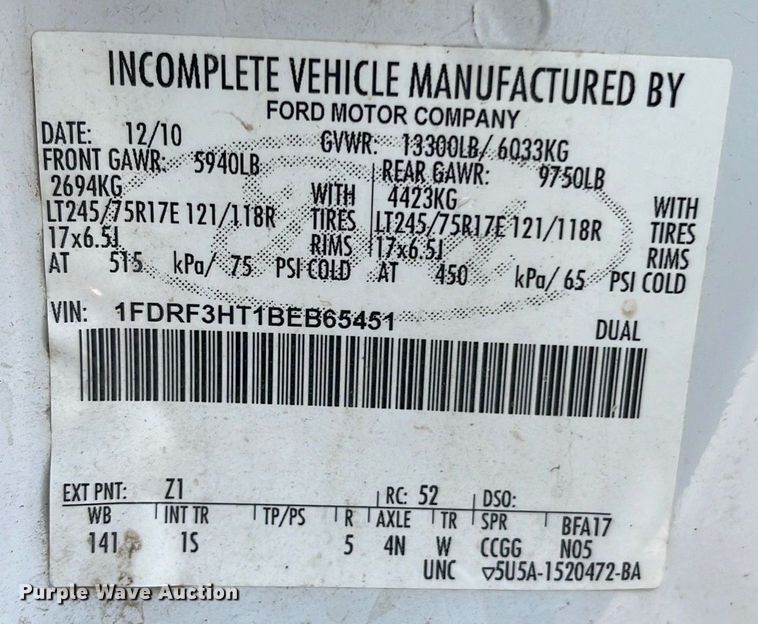 INCOMPLETE VEHICLE MANUFACTURED BY
FORD MOTOR COMPANY
DATE: 12/10 GVWR: 13300LB/ 6033KG
FRONT GAWR: 5940LB REAR GAWR: 9750LB
2694KG WITH 4423KG WITH
LT245/75R17E 121/118R TIRES LT245/75R17E 121/118R TIRES
17x6.5J RIMS 17x6.5J RIMS
AT 515 kPa/ 75 PSI COLD AT 450 kPa/ 65 PSI COLD
VIN: 1FDRF3HT1BEB65451 DUAL
EXT PNT: Z1 RC: 52 DSO:
WB INT TR TP/PS R AXLE TR SPR BFA17
141 1S 5 4N W CCGG N05
UNC ▽5U5A-1520472-BA
Purple Wave Auction